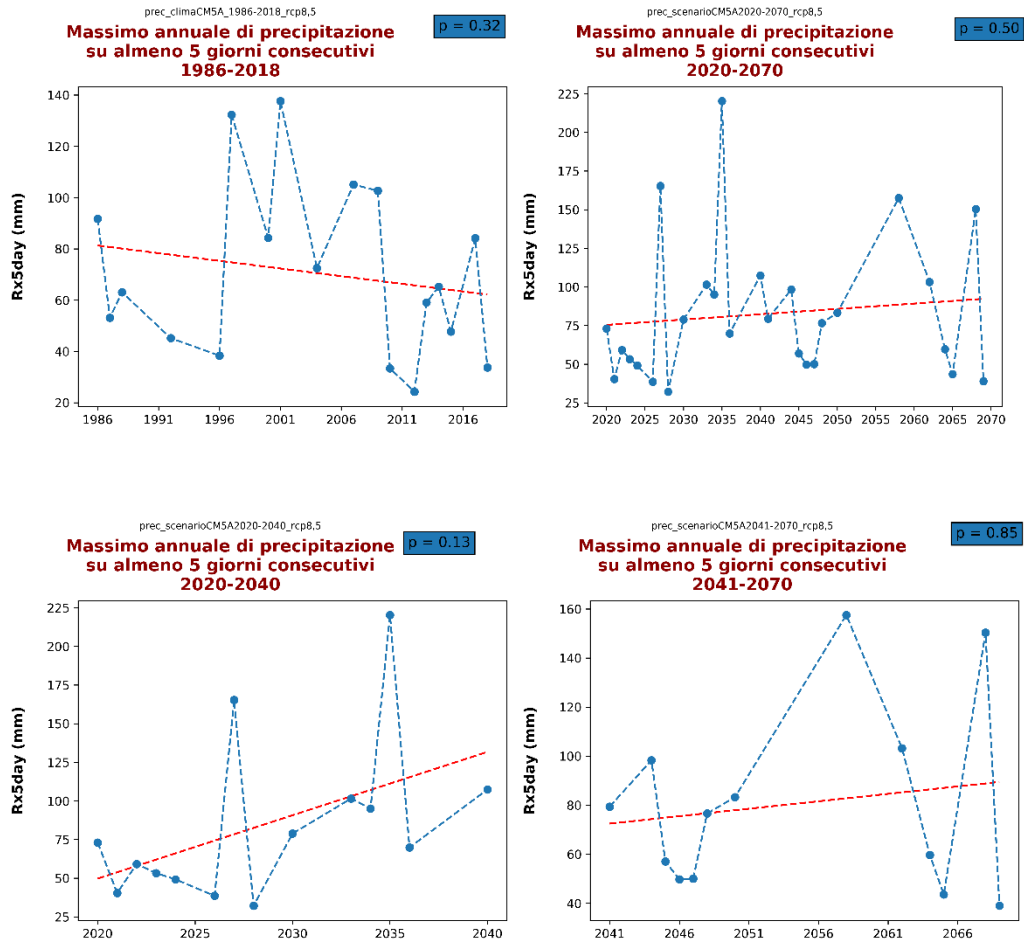 prec_climaCM5A_1986-2018_rcp8,5
Massimo annuale di precipitazione
su almeno 5 giorni consecutivi
1986-2018
p = 0.32
Rx5day (mm)
140
120
100
80
60
40
20
1986 1991 1996 2001 2006 2011 2016
prec_scenarioCM5A2020-2070_rcp8,5
Massimo annuale di precipitazione
su almeno 5 giorni consecutivi
2020-2070
p = 0.50
Rx5day (mm)
225
200
175
150
125
100
75
50
25
2020 2025 2030 2035 2040 2045 2050 2055 2060 2065 2070
prec_scenarioCM5A2020-2040_rcp8,5
Massimo annuale di precipitazione
su almeno 5 giorni consecutivi
2020-2040
p = 0.13
Rx5day (mm)
225
200
175
150
125
100
75
50
25
2020 2025 2030 2035 2040
prec_scenarioCM5A2041-2070_rcp8,5
Massimo annuale di precipitazione
su almeno 5 giorni consecutivi
2041-2070
p = 0.85
Rx5day (mm)
160
140
120
100
80
60
40
2041 2046 2051 2056 2061 2066